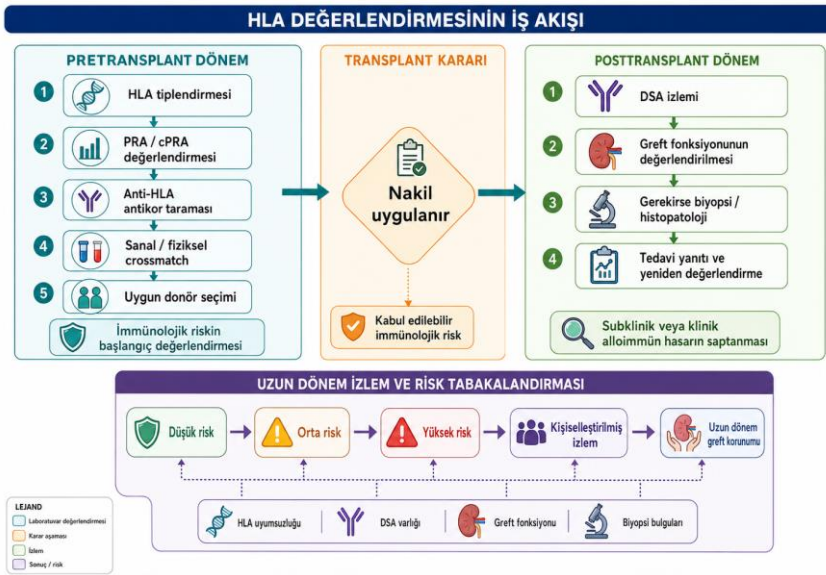 HLA DEĞERLENDİRMESİNİN İŞ AKIŞI
PRETRANSPLANT DÖNEM
1
HLA tiplendirmesi
2
PRA / cPRA
değerlendirmesi
3
Anti-HLA
antikor taraması
4
Sanal / fiziksel
crossmatch
5
Uygun donör seçimi
İmmünolojik riskin
başlangıç değerlendirmesi
TRANSPLANT KARARI
Nakil
uygulanır
Kabul edilebilir
immünolojik risk
POSTTRANSPLANT DÖNEM
1
DSA izlemi
2
Greft fonksiyonunun
değerlendirilmesi
3
Gerekirse biyopsi /
histopatoloji
4
Tedavi yanıtı ve
yeniden değerlendirme
Subklinik veya klinik
alloimmün hasarın saptanması
UZUN DÖNEM İZLEM VE RİSK TABAKALANDIRMASI
Düşük risk
Orta risk
Yüksek risk
Kişiselleştirilmiş
izlem
Uzun dönem
greft korunumu
HLA uyumsuzluğu
DSA varlığı
Greft fonksiyonu
Biyopsi bulguları
LEJAND
Laboratuvar değerlendirmesi
Karar aşaması
İzlem
Sonuç / risk